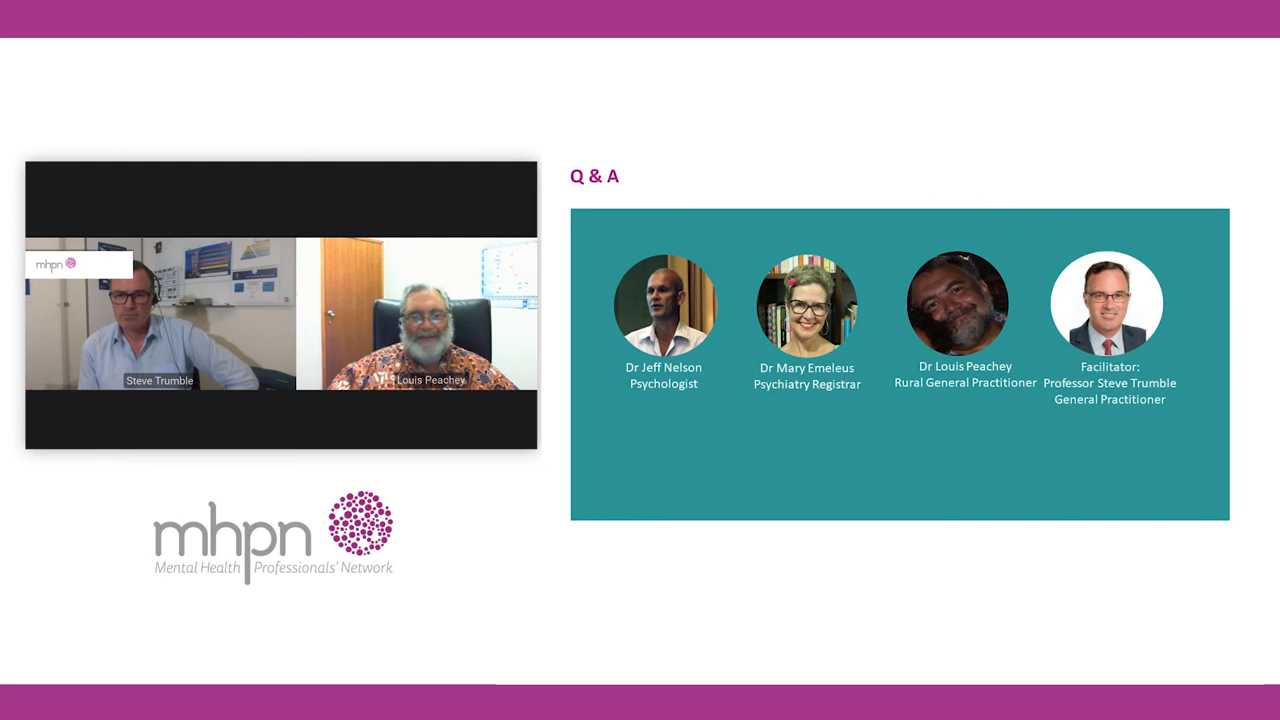 mhpn
Steve Trumble
Louis Peachey
mhpn
Mental Health Professionals' Network
Q & A
Dr Jeff Nelson
Psychologist
Dr Mary Emeleus
Psychiatry Registrar
Dr Louis Peachey
Rural General Practitioner
Facilitator:
Professor Steve Trumble
General Practitioner